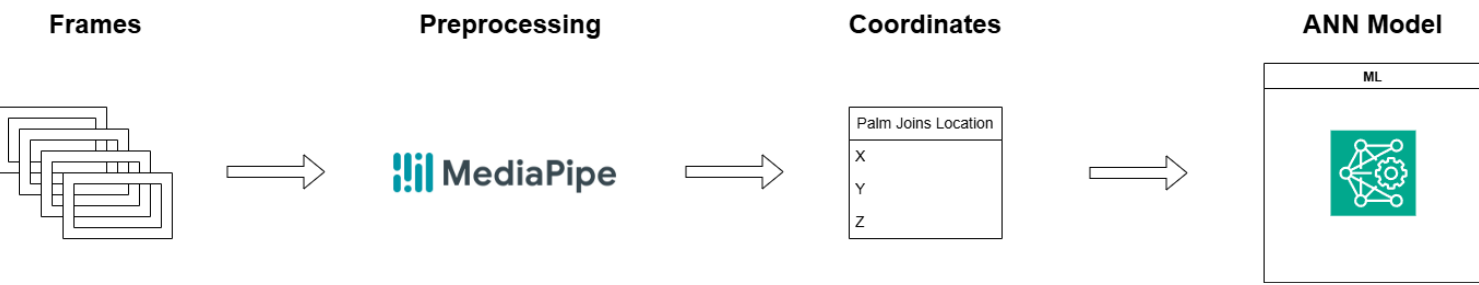 Frames
Preprocessing
Coordinates
ANN Model
ML
Palm Joins Location
X
Y
Z
MediaPipe